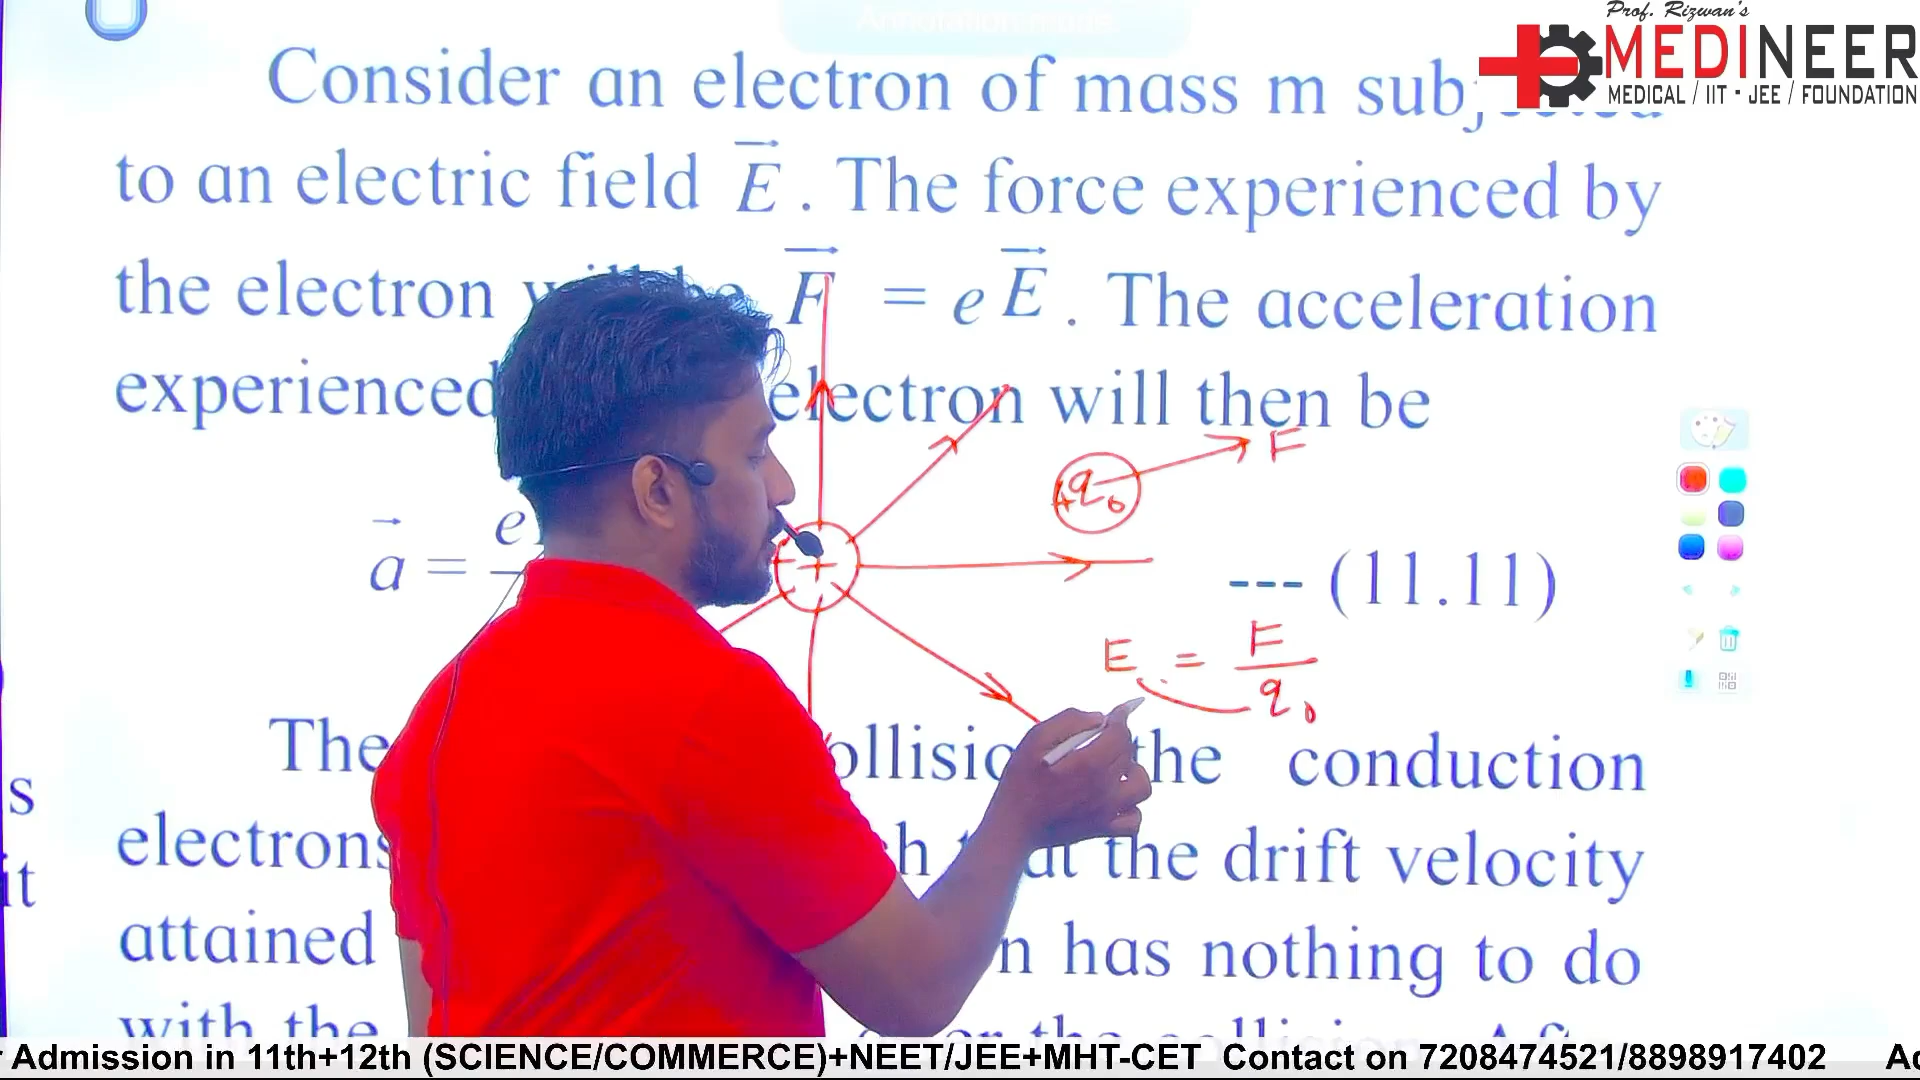 Prof. Rizwan's
MEDINEER
MEDICAL / IIT - JEE / FOUNDATION
Consider an electron of mass m
to an electric field E. The force experienced by
the electron F = e E. The acceleration
experienced electron will then be
+q₀ F
a = e --- (11.11)
E = F / q₀
the conduction
the drift velocity
attained has nothing to do
with the
s
it
Admission in 11th+12th (SCIENCE/COMMERCE)+NEET/JEE+MHT-CET Contact on 7208474521/8898917402